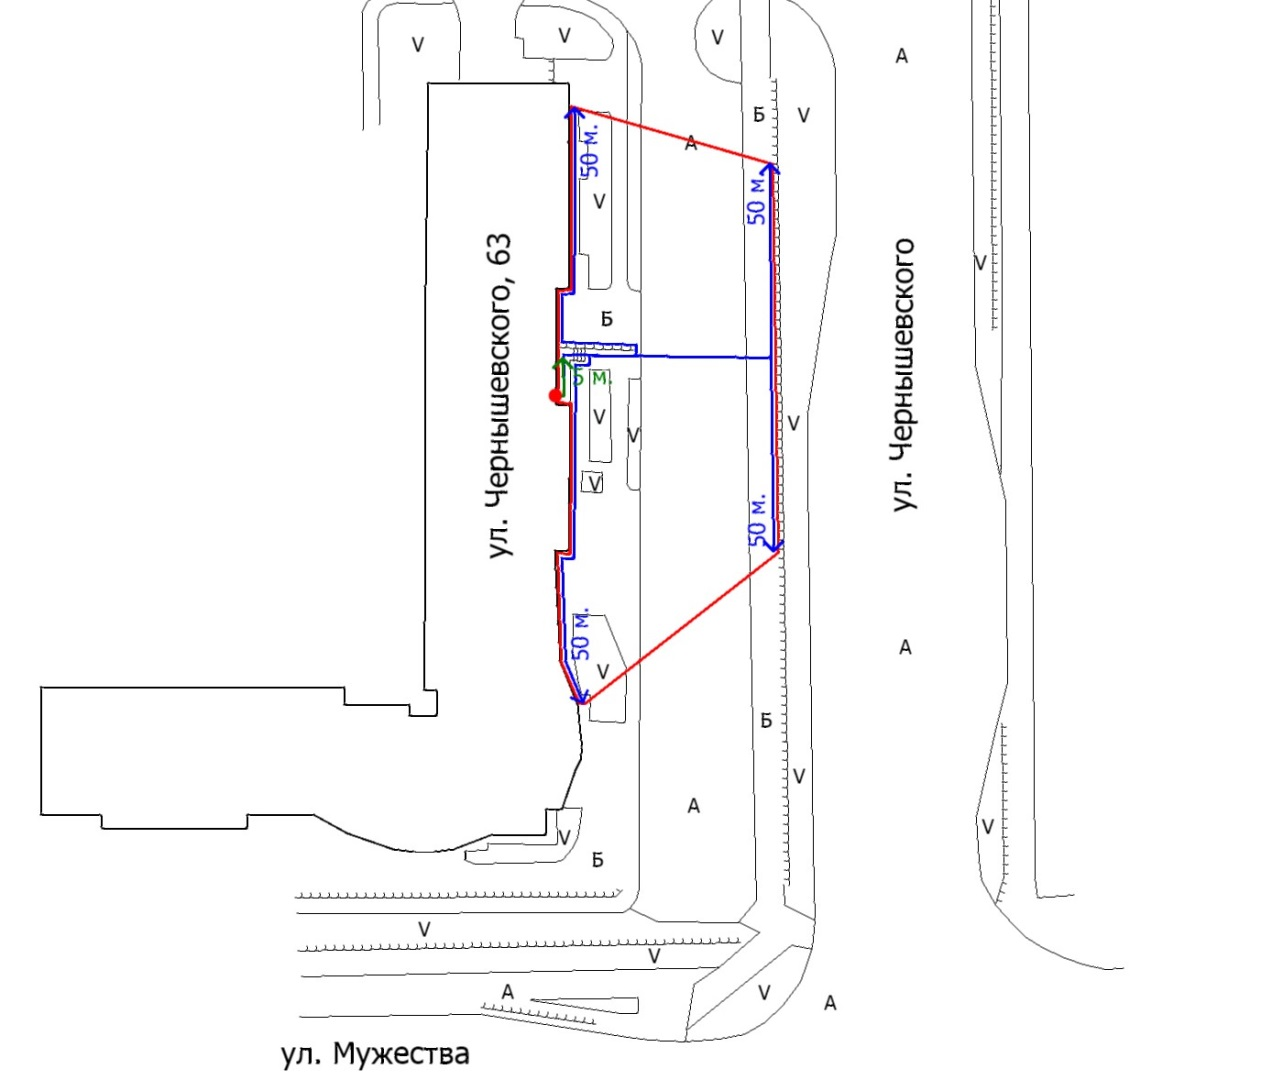 V
V
V
А
Б
V
50 м.
А
50 м.
V
ул. Чернышевского, 63
ул. Чернышевского
V
Б
5 м.
V
V
V
V
50 м.
50 м.
V
А
Б
V
А
V
V
Б
V
V
А
V
А
ул. Мужества